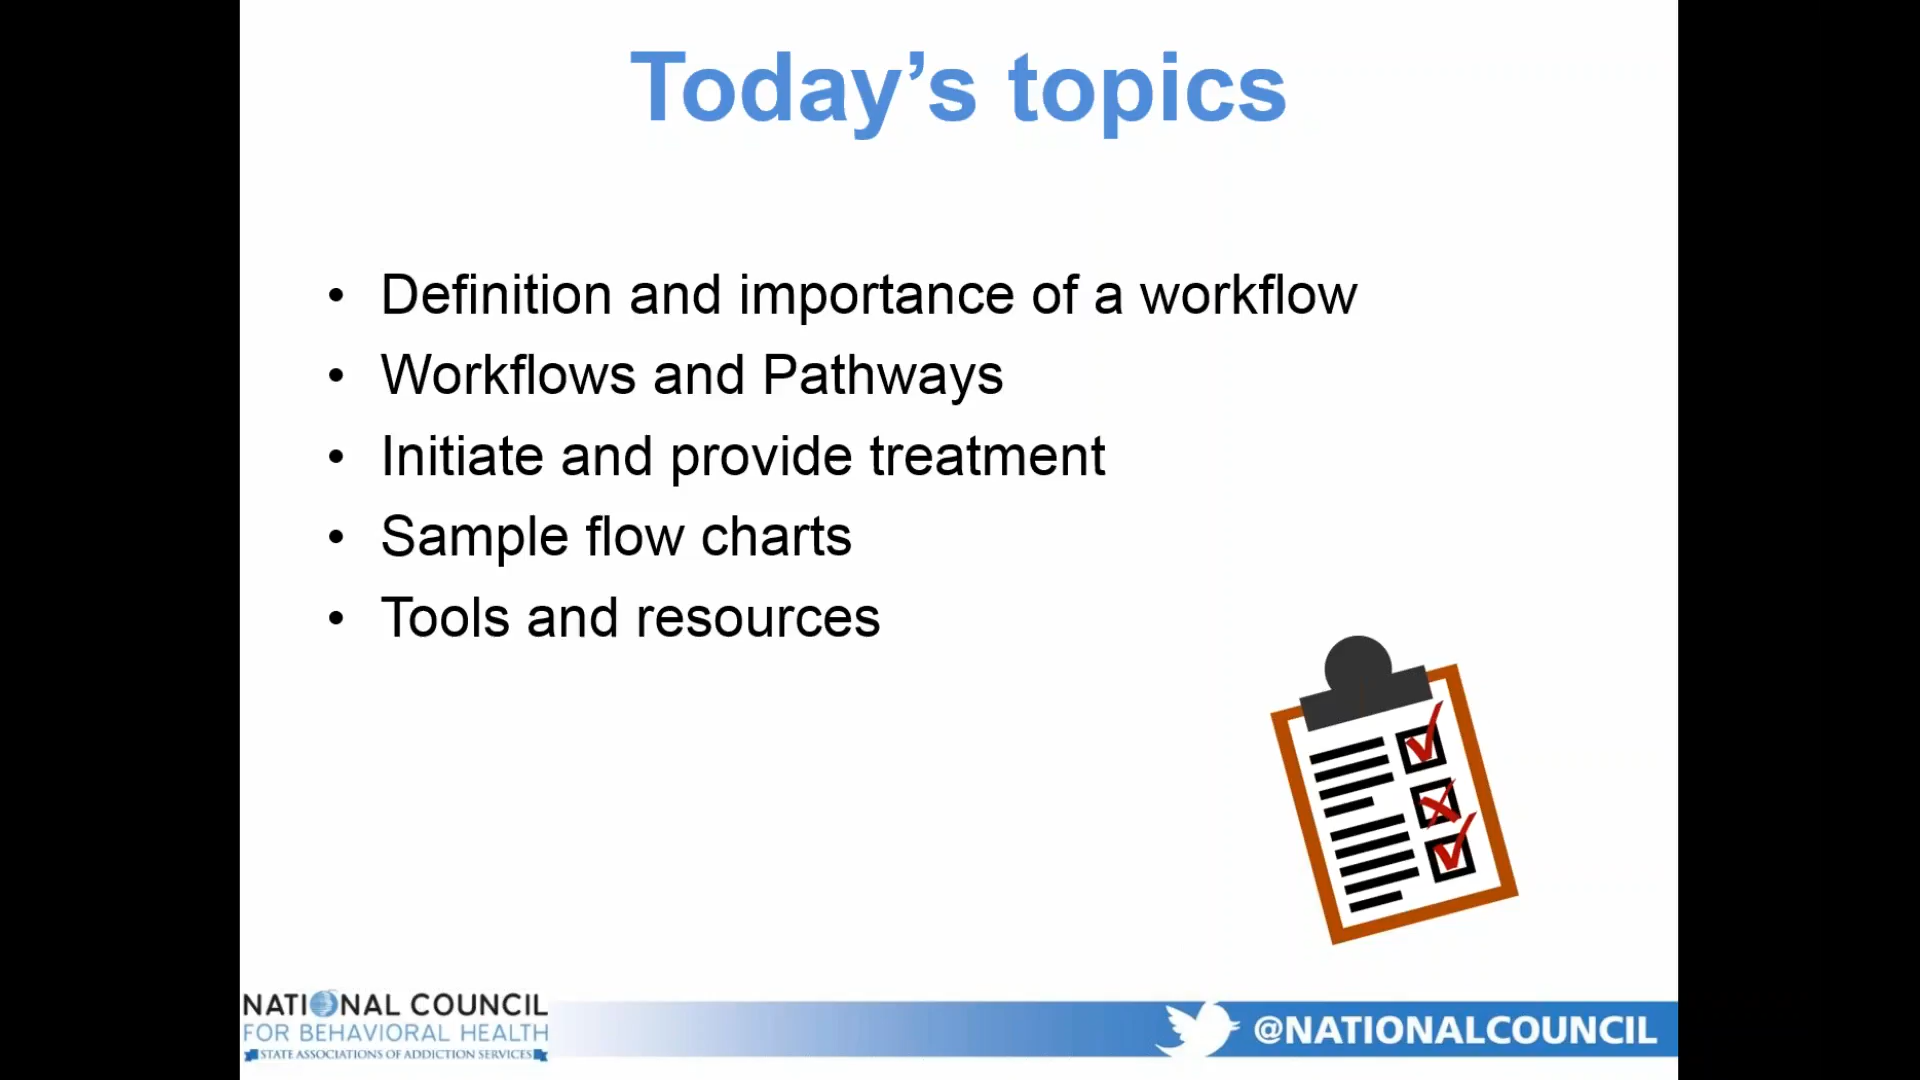 Today’s topics
• Definition and importance of a workflow
• Workflows and Pathways
• Initiate and provide treatment
• Sample flow charts
• Tools and resources
NATIONAL COUNCIL
FOR BEHAVIORAL HEALTH
STATE ASSOCIATIONS OF ADDICTION SERVICES
@NATIONALCOUNCIL